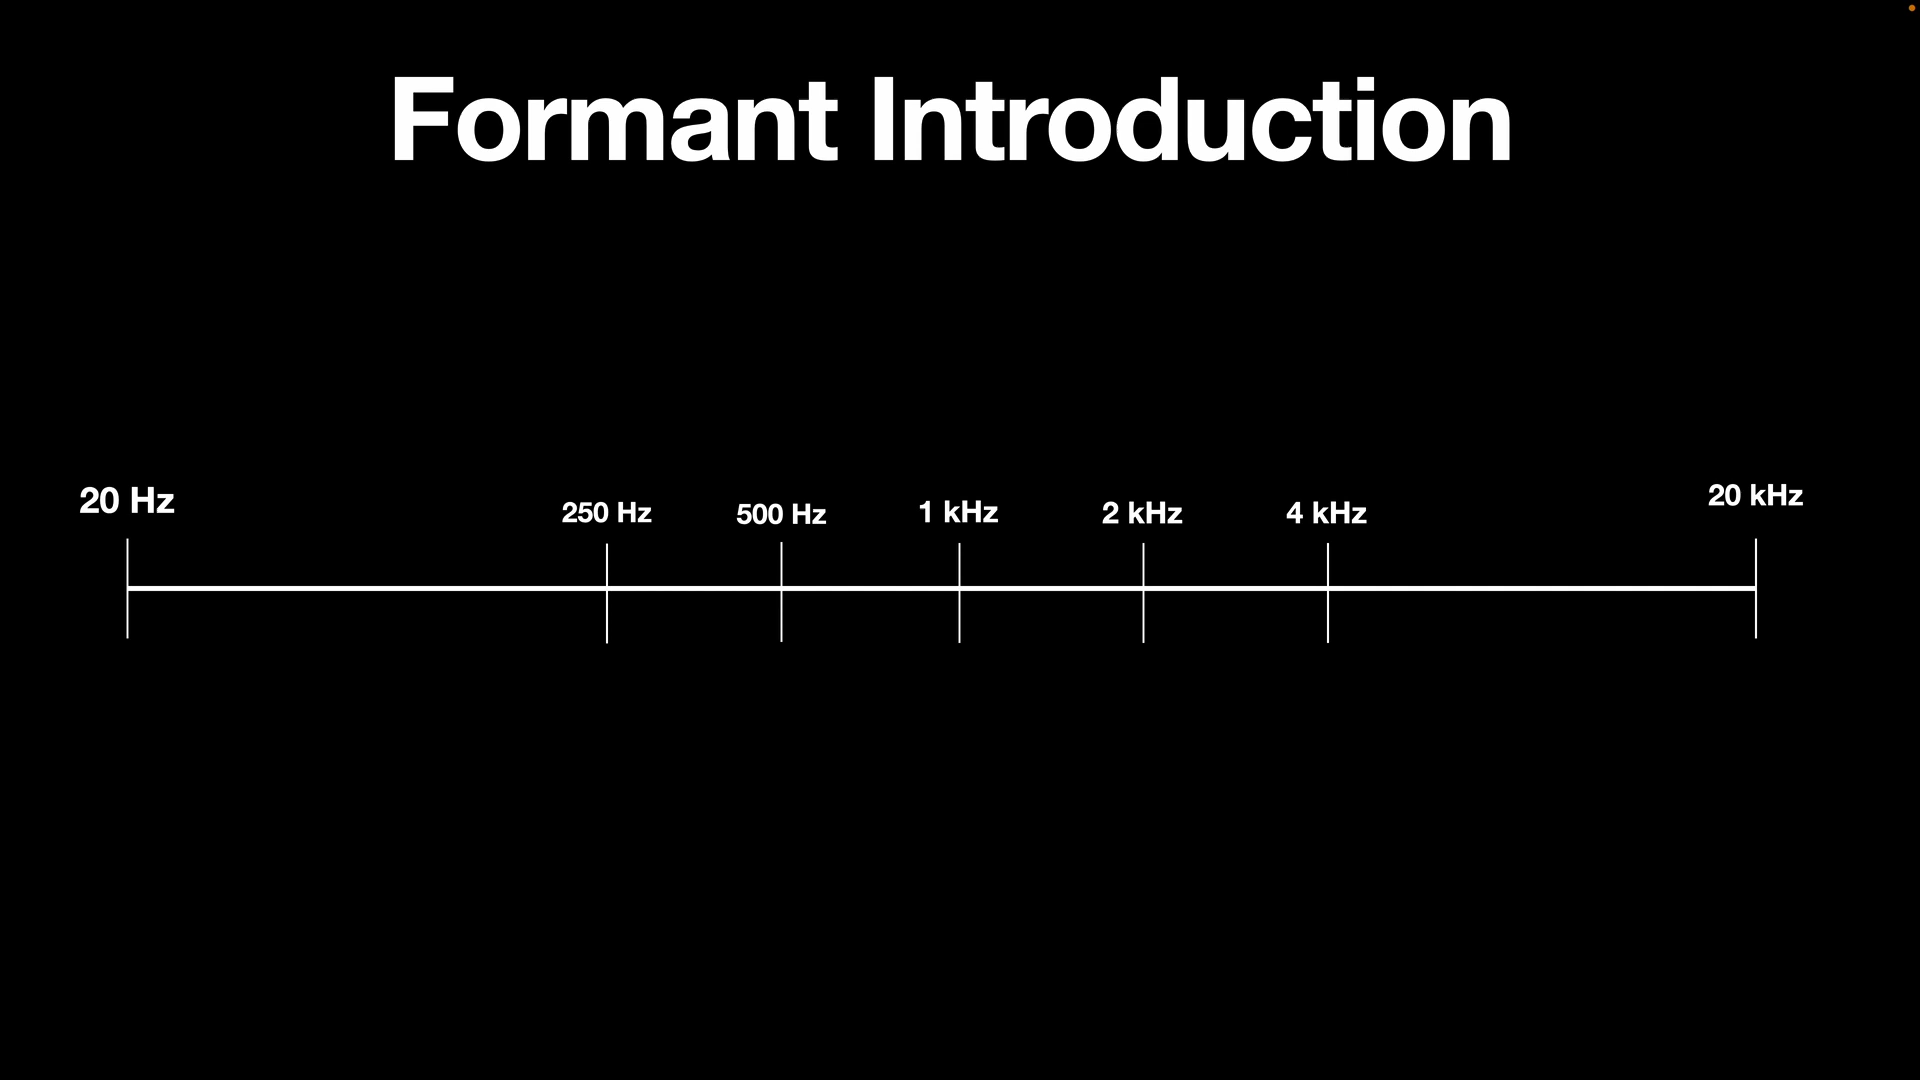 Formant Introduction
20 Hz
250 Hz
500 Hz
1 kHz
2 kHz
4 kHz
20 kHz